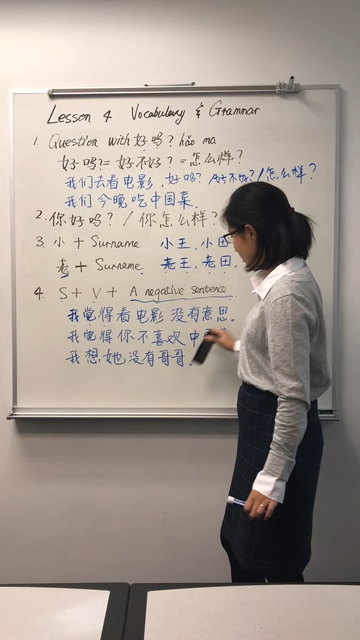 Lesson 4 Vocabulary & Grammar
1. Question with 好吗? hǎo ma
好吗? = 好不好? = 怎么样?
我们去看电影,好吗? /好不好?/怎么样?
我们今晚吃中国菜.
2. 你好吗? / 你怎么样?
3. 小 + Surname. 小王, 小田
老 + Surname. 老王, 老田,
4. S + V + A negative sentence
我觉得看电影没有意思.
我觉得你不喜欢中
我想她没有哥哥.